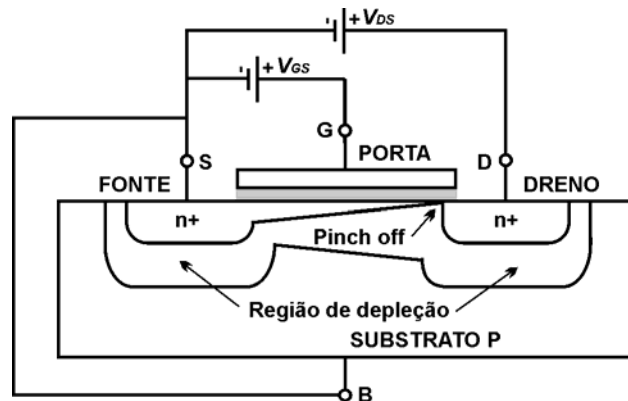 + VDS
+ VGS
G
PORTA
S
D
FONTE
DRENO
n+
n+
Pinch off
Região de depleção
SUBSTRATO P
B